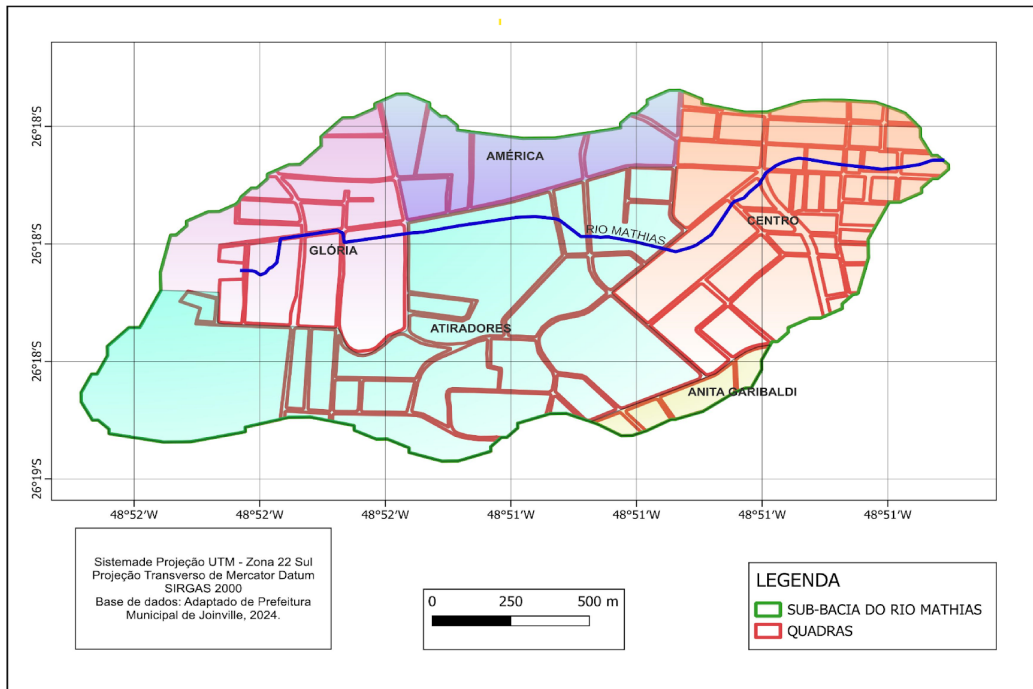 AMÉRICA
RIO MATHIAS
CENTRO
GLÓRIA
ATIRADORES
ANITA GARIBALDI
26°18'S
26°18'S
26°18'S
26°19'S
48°52'W
48°52'W
48°52'W
48°51'W
48°51'W
48°51'W
48°51'W
Sistemade Projeção UTM - Zona 22 Sul
Projeção Transverso de Mercator Datum
SIRGAS 2000
Base de dados: Adaptado de Prefeitura
Municipal de Joinville, 2024.
0 250 500 m
LEGENDA
SUB-BACIA DO RIO MATHIAS
QUADRAS